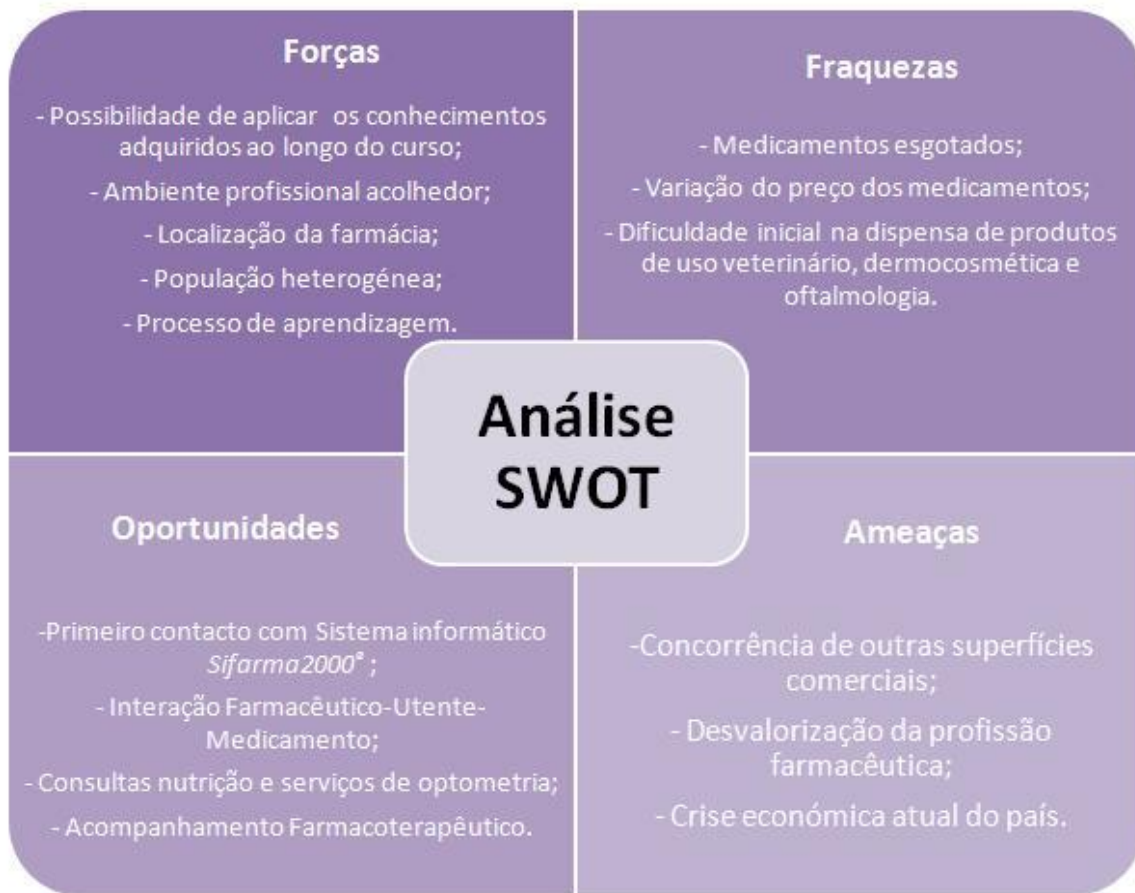 Forças
- Possibilidade de aplicar os conhecimentos
adquiridos ao longo do curso;
- Ambiente profissional acolhedor;
- Localização da farmácia;
- População heterogénea;
- Processo de aprendizagem.
Fraquezas
- Medicamentos esgotados;
- Variação do preço dos medicamentos;
- Dificuldade inicial na dispensa de produtos
de uso veterinário, dermocosmética e
oftalmologia.
Análise
SWOT
Oportunidades
-Primeiro contacto com Sistema informático
Sifarma2000® ;
- Interação Farmacêutico-Utente-
Medicamento;
- Consultas nutrição e serviços de optometria;
- Acompanhamento Farmacoterapêutico.
Ameaças
-Concorrência de outras superfícies
comerciais;
- Desvalorização da profissão
farmacêutica;
- Crise económica atual do país.